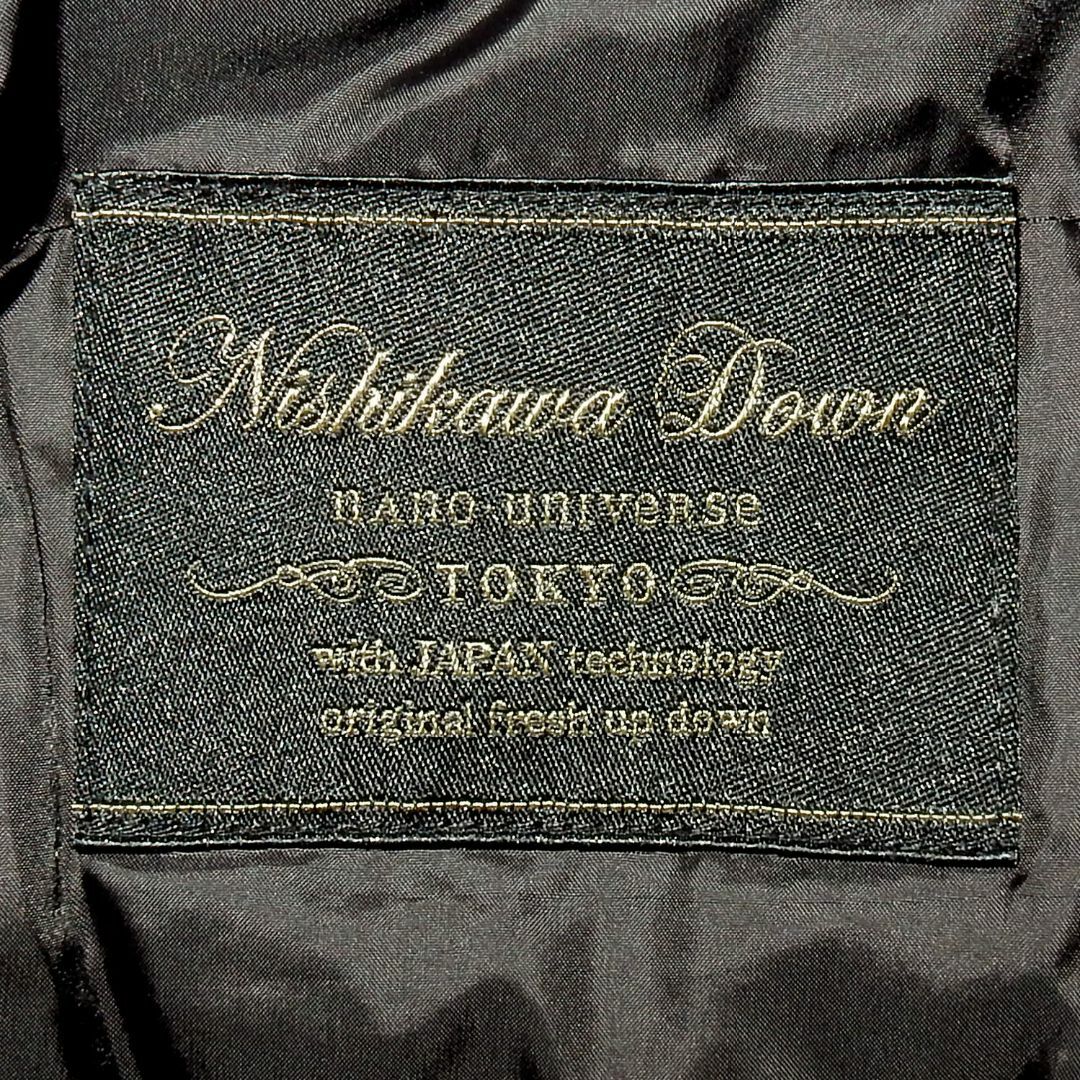 Nishikawa Down
nano·universe
TOKYO
with JAPAN technology
original fresh up down